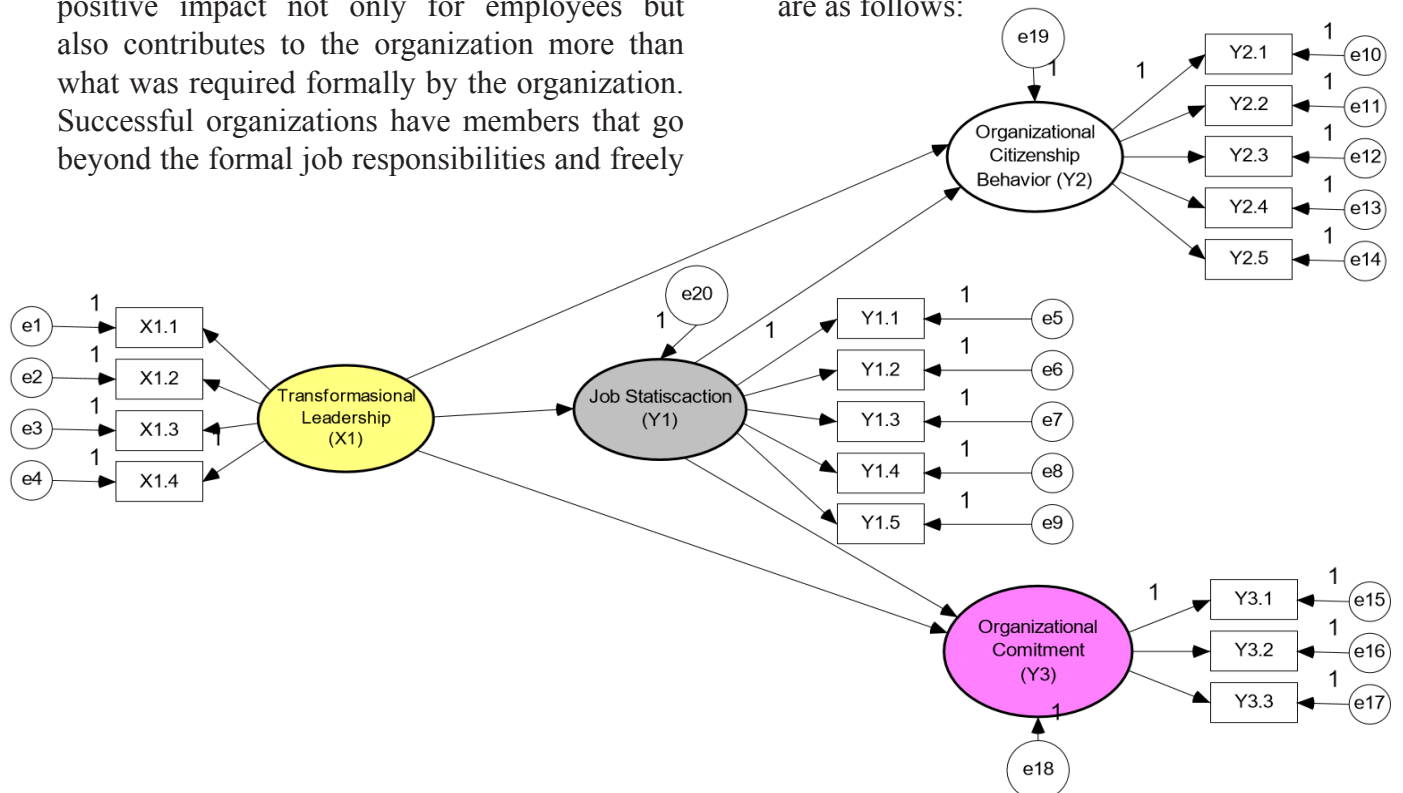 positive impact not only for employees but
also contributes to the organization more than
what was required formally by the organization.
Successful organizations have members that go
beyond the formal job responsibilities and freely
are as follows:
e19
1
1
Organizational
Citizenship
Behavior (Y2)
Y2.1
1
e10
Y2.2
1
e11
Y2.3
1
e12
Y2.4
1
e13
Y2.5
1
e14
e1
1
X1.1
e2
1
X1.2
e3
1
X1.3
e4
1
X1.4
1
Transformasional
Leadership
(X1)
e20
1
Job Statiscaction
(Y1)
1
Y1.1
1
e5
Y1.2
1
e6
Y1.3
1
e7
Y1.4
1
e8
Y1.5
1
e9
Organizational
Comitment
(Y3)
1
Y3.1
1
e15
Y3.2
1
e16
Y3.3
1
e17
1
e18